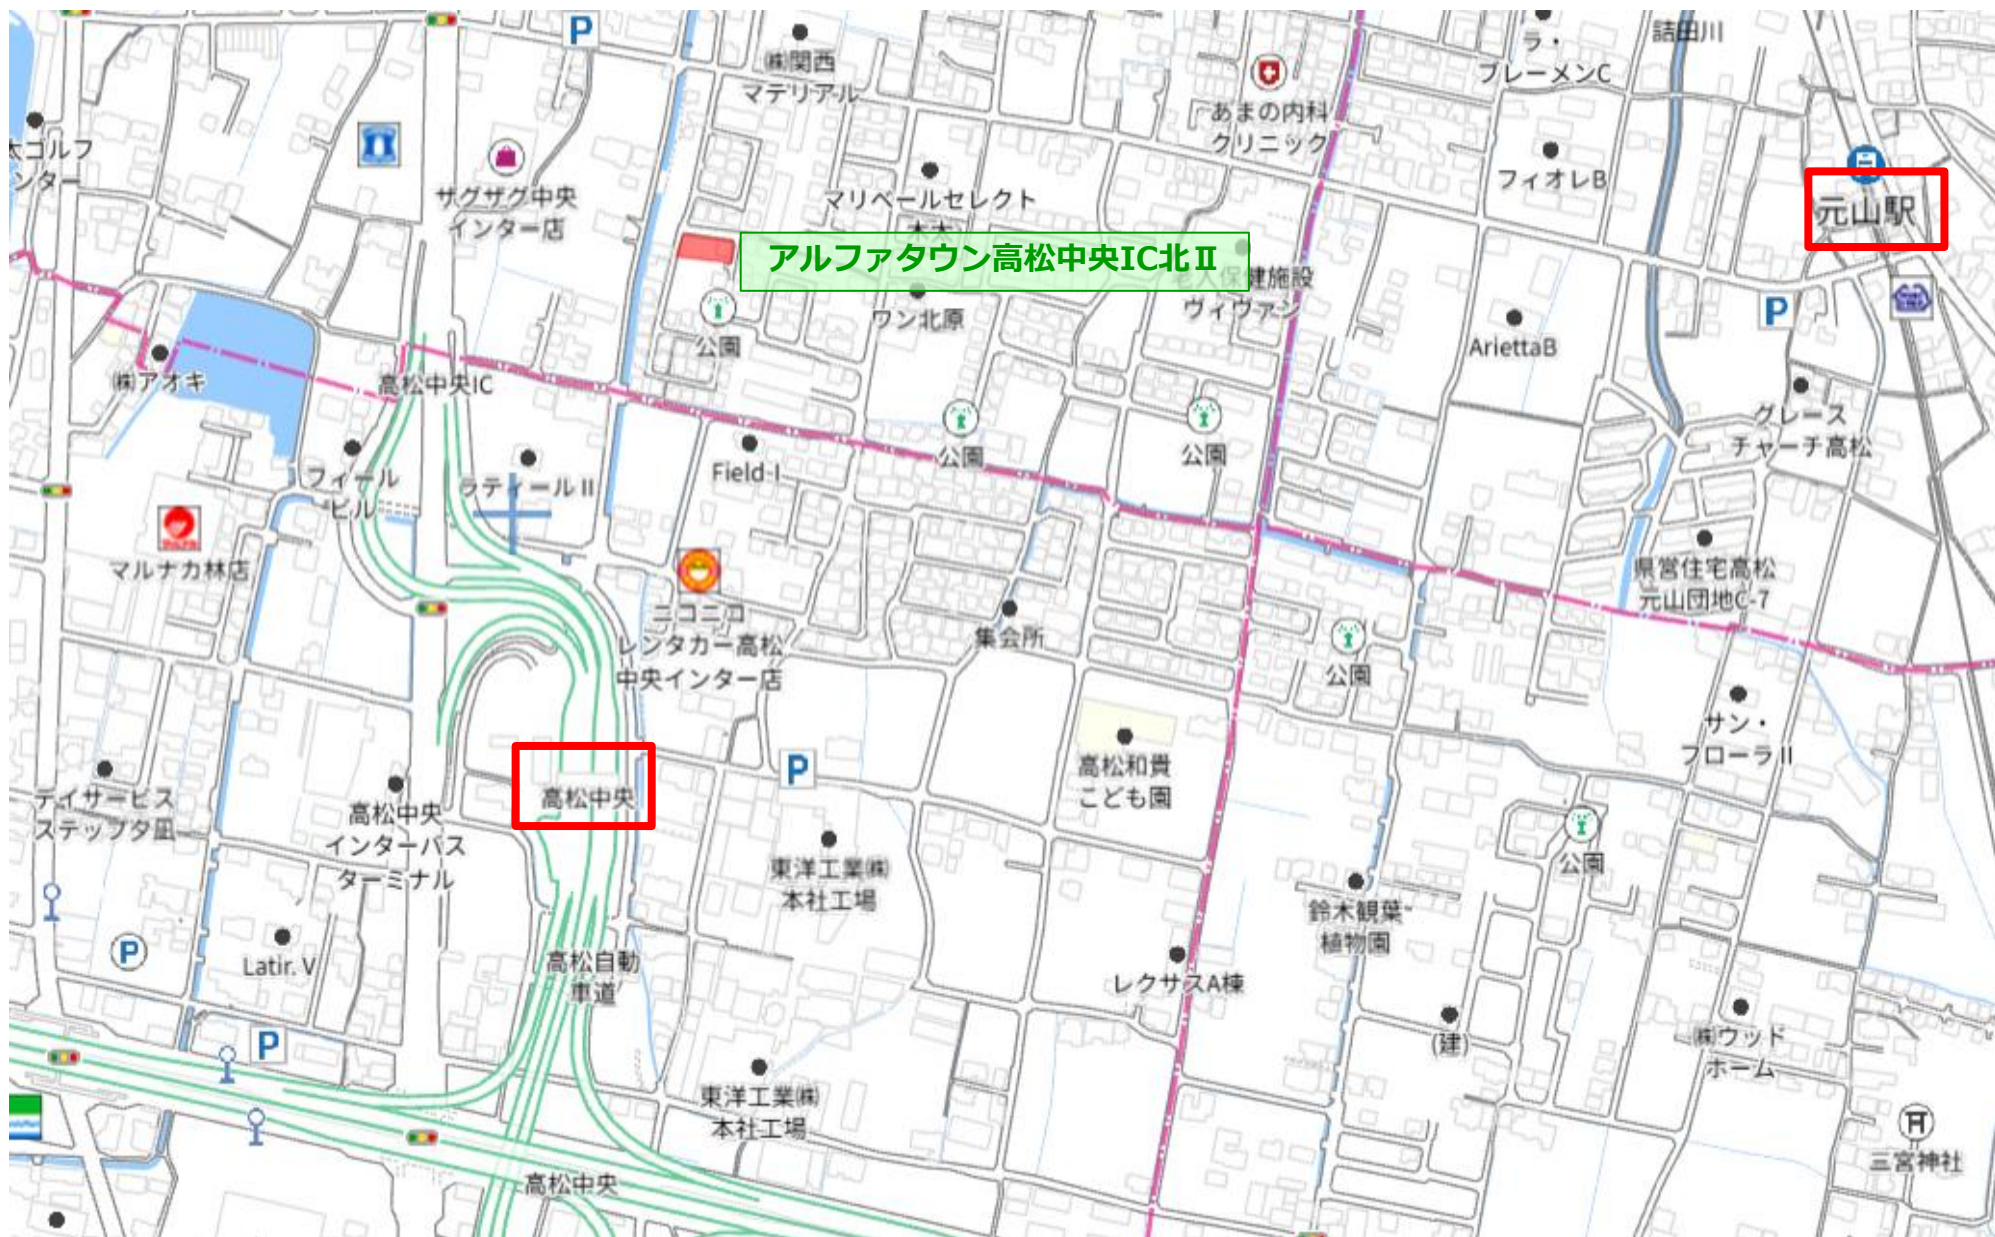 P
詰田川
㈱関西
マテリアル
ラ・
ブレーメンC
あまの内科
クリニック
ザグザグ中央
インター店
マリベールセレクト
フィオレB
元山駅
アルファタウン高松中央IC北Ⅱ
健施設
ヴィヴァン
ワン北原
公園
P
AriettaB
㈱アオキ
高松中央IC
グレース
チャーチ高松
公園
公園
Field-I
フィール
ビル
ラティールⅡ
マルナカ林店
県営住宅高松
元山団地C-7
ニコニコ
レンタカー高松
中央インター店
集会所
公園
サン・
フローラⅡ
P
高松和貴
こども園
高松中央
デイサービス
ステップ夕凪
高松中央
インターバス
ターミナル
東洋工業㈱
本社工場
公園
鈴木観葉
植物園
P
Latir. V
高松自動
車道
レクサスA棟
P
(建)
㈱ウッド
ホーム
東洋工業㈱
本社工場
三宮神社
高松中央